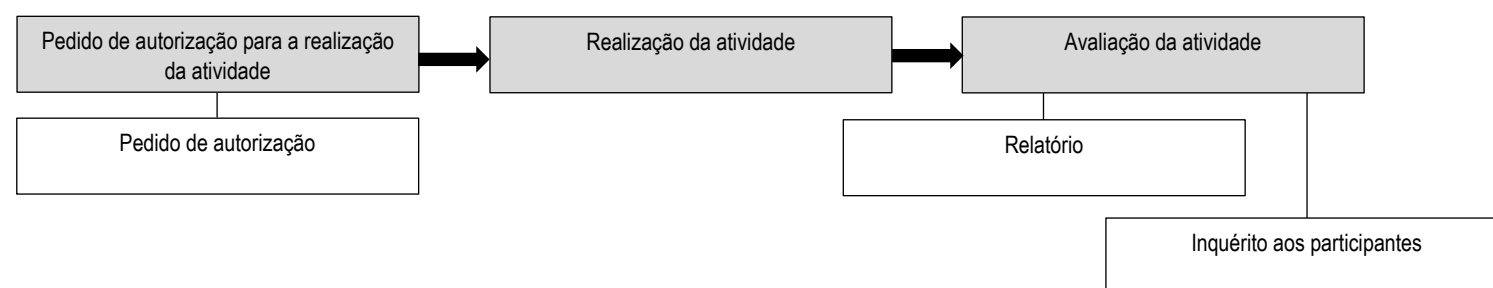 Pedido de autorização para a realização
da atividade
Realização da atividade
Avaliação da atividade
Pedido de autorização
Relatório
Inquérito aos participantes